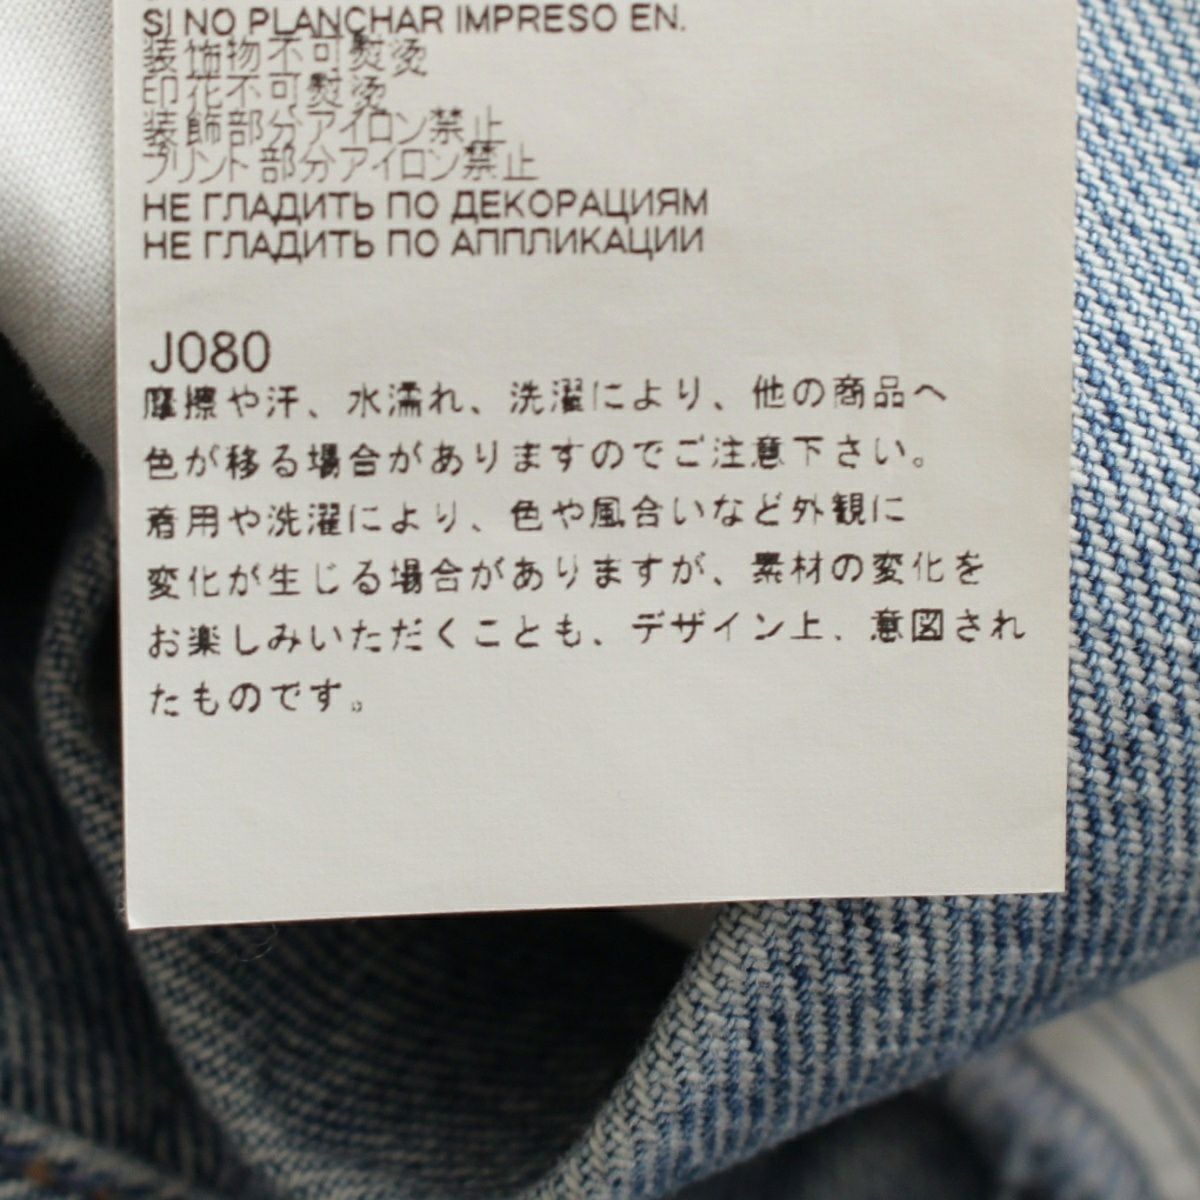 SI NO PLANCHAR IMPRESO EN.
装饰物不可熨烫
印花不可熨烫
装飾部分アイロン禁止
プリント部分アイロン禁止
НЕ ГЛАДИТЬ ПО ДЕКОРАЦИЯМ
НЕ ГЛАДИТЬ ПО АППЛИКАЦИИ
J080
摩擦や汗、水濡れ、洗濯により、他の商品へ
色が移る場合がありますのでご注意下さい。
着用や洗濯により、色や風合いなど外観に
変化が生じる場合がありますが、素材の変化を
お楽しみいただくことも、デザイン上、意図され
たものです。